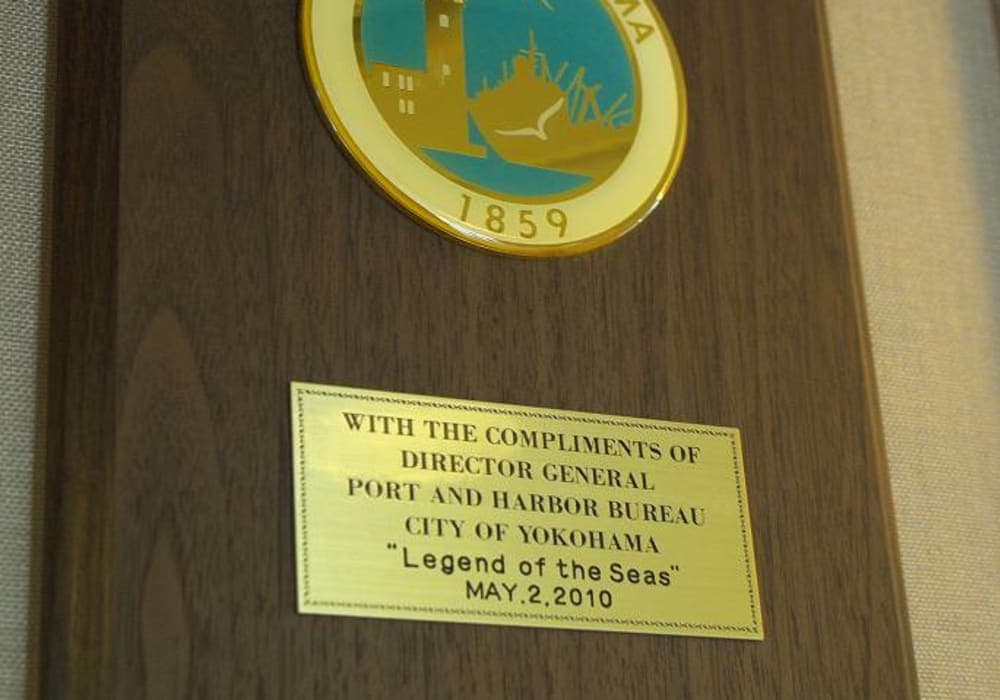 1859
WITH THE COMPLIMENTS OF
DIRECTOR GENERAL
PORT AND HARBOR BUREAU
CITY OF YOKOHAMA
"Legend of the Seas"
MAY.2,2010